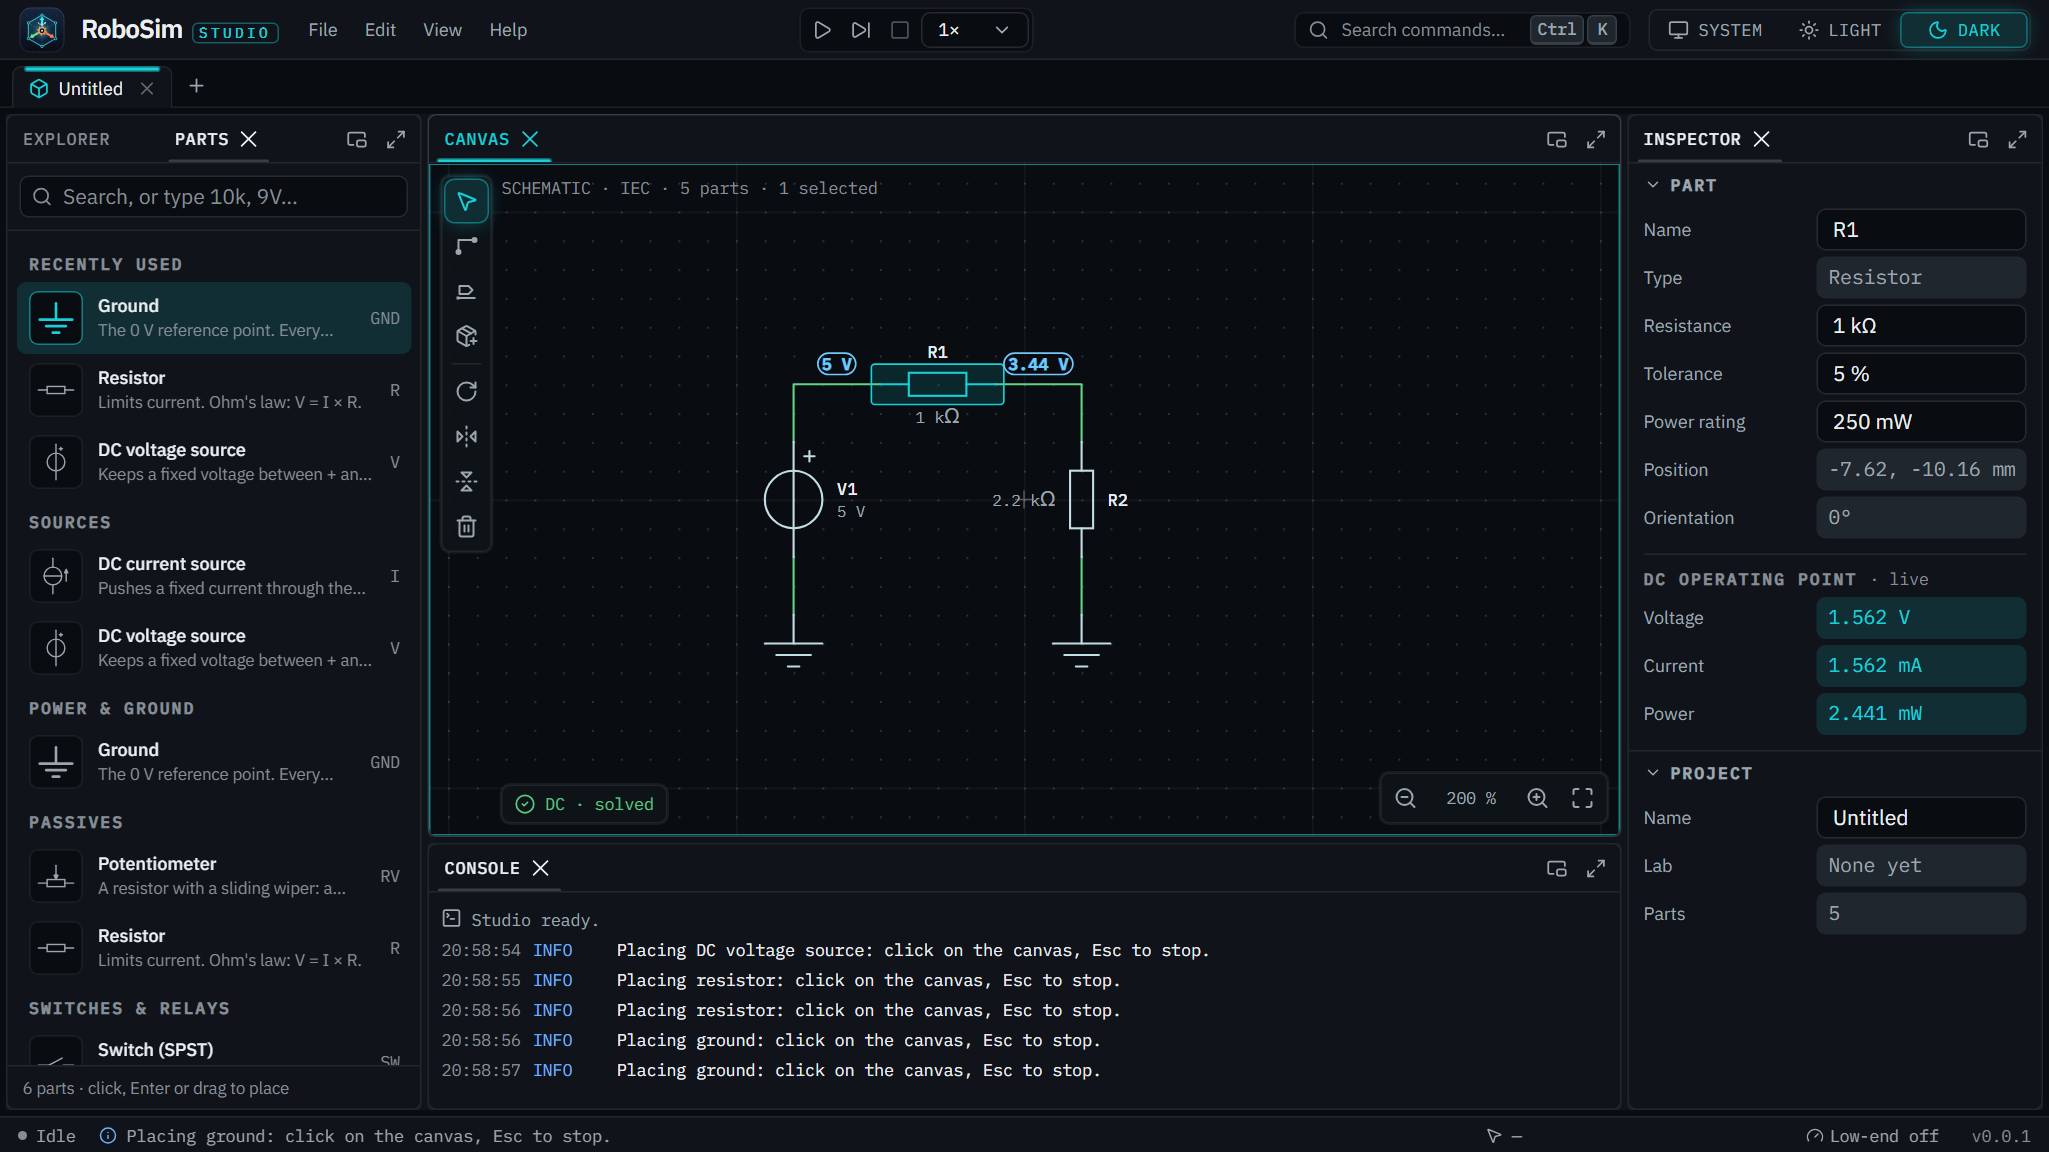 RoboSim STUDIO File Edit View Help 1× Search commands... Ctrl K SYSTEM LIGHT DARK
Untitled
EXPLORER PARTS
Search, or type 10k, 9V...
RECENTLY USED
Ground
The 0 V reference point. Every...
GND
Resistor
Limits current. Ohm's law: V = I × R.
R
DC voltage source
Keeps a fixed voltage between + an...
V
SOURCES
DC current source
Pushes a fixed current through the...
I
DC voltage source
Keeps a fixed voltage between + an...
V
POWER & GROUND
Ground
The 0 V reference point. Every...
GND
PASSIVES
Potentiometer
A resistor with a sliding wiper: a...
RV
Resistor
Limits current. Ohm's law: V = I × R.
R
SWITCHES & RELAYS
Switch (SPST)
SW
6 parts · click, Enter or drag to place
CANVAS
SCHEMATIC · IEC · 5 parts · 1 selected
R1
5 V
3.44 V
1 kΩ
+
V1
5 V
2.2 kΩ
R2
DC · solved
200 %
CONSOLE
Studio ready.
20:58:54 INFO Placing DC voltage source: click on the canvas, Esc to stop.
20:58:55 INFO Placing resistor: click on the canvas, Esc to stop.
20:58:56 INFO Placing resistor: click on the canvas, Esc to stop.
20:58:56 INFO Placing ground: click on the canvas, Esc to stop.
20:58:57 INFO Placing ground: click on the canvas, Esc to stop.
INSPECTOR
PART
Name R1
Type Resistor
Resistance 1 kΩ
Tolerance 5 %
Power rating 250 mW
Position -7.62, -10.16 mm
Orientation 0°
DC OPERATING POINT · live
Voltage 1.562 V
Current 1.562 mA
Power 2.441 mW
PROJECT
Name Untitled
Lab None yet
Parts 5
Idle Placing ground: click on the canvas, Esc to stop. — Low-end off v0.0.1